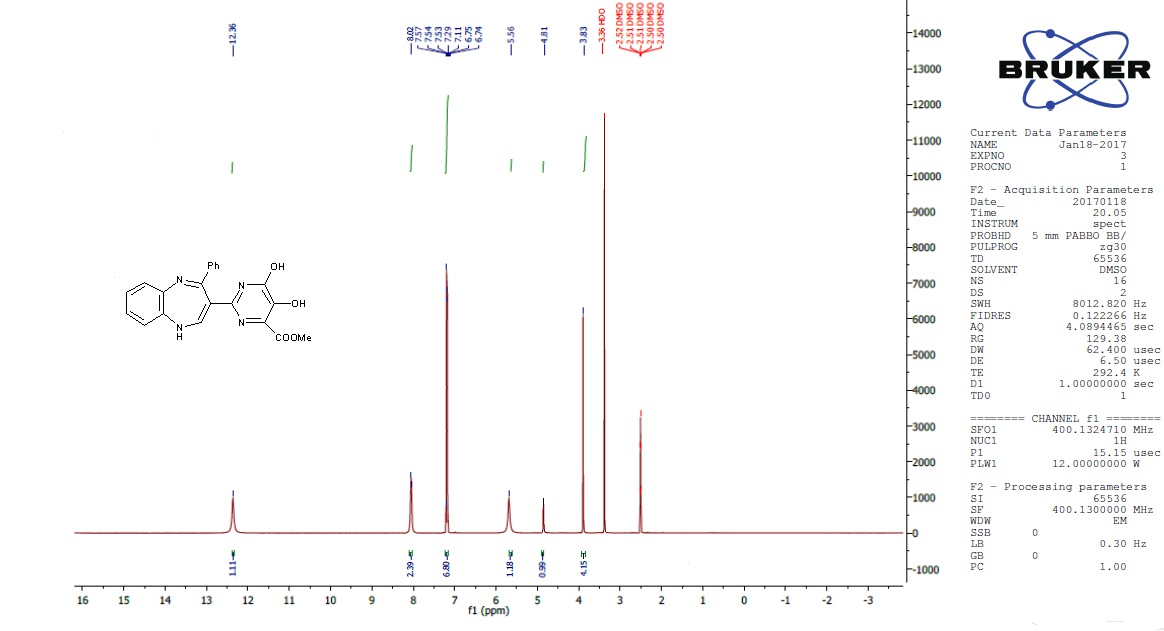 12.36
8.02
7.57
7.54
7.53
7.29
7.11
6.75
6.74
5.56
4.81
3.83
3.36 HDO
2.52 DMSO
2.51 DMSO
2.51 DMSO
2.50 DMSO
2.50 DMSO
14000
13000
12000
11000
10000
9000
8000
7000
6000
5000
4000
3000
2000
1000
0
-1000
Ph
N
N
OH
OH
N
N
H
COOMe
1.11
2.39
6.80
1.18
0.99
4.15
16 15 14 13 12 11 10 9 8 7 6 5 4 3 2 1 0 -1 -2 -3
f1 (ppm)
BRUKER
Current Data Parameters
NAME Jan18-2017
EXPNO 3
PROCNO 1
F2 - Acquisition Parameters
Date_ 20170118
Time 20.05
INSTRUM spect
PROBHD 5 mm PABBO BB/
PULPROG zg30
TD 65536
SOLVENT DMSO
NS 16
DS 2
SWH 8012.820 Hz
FIDRES 0.122266 Hz
AQ 4.0894465 sec
RG 129.38
DW 62.400 usec
DE 6.50 usec
TE 292.4 K
D1 1.00000000 sec
TD0 1
======== CHANNEL f1 ========
SFO1 400.1324710 MHz
NUC1 1H
P1 15.15 usec
PLW1 12.00000000 W
F2 - Processing parameters
SI 65536
SF 400.1300000 MHz
WDW EM
SSB 0
LB 0.30 Hz
GB 0
PC 1.00